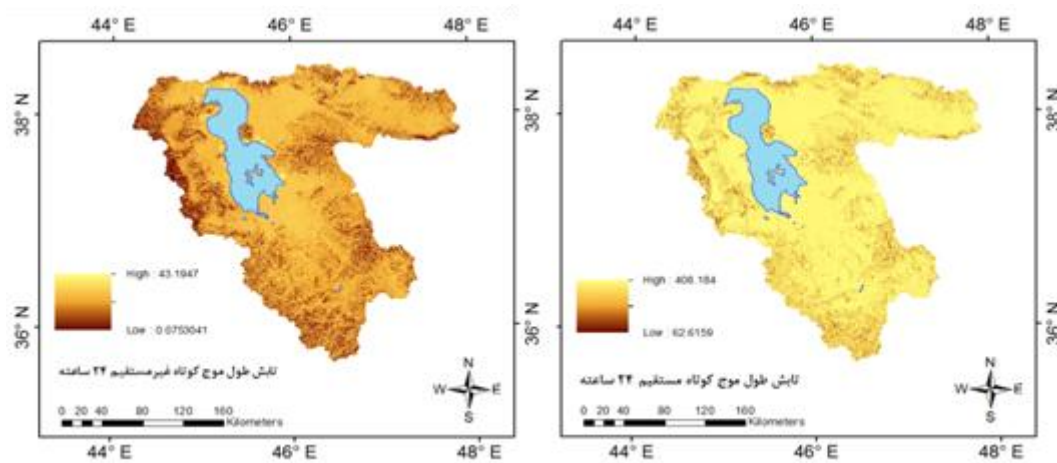 44° E 46° E 48° E
38° N
36° N
High : 43.1947
Low : 0.0753041
تابش طول موج کوتاه غیرمستقیم ۲۴ ساعته
N
W E
S
0 20 40 80 120 160
Kilometers
44° E 46° E 48° E
44° E 46° E 48° E
38° N
36° N
High : 406.184
Low : 62.6159
تابش طول موج کوتاه مستقیم ۲۴ ساعته
N
W E
S
0 20 40 80 120 160
Kilometers
44° E 46° E 48° E
38° N
36° N